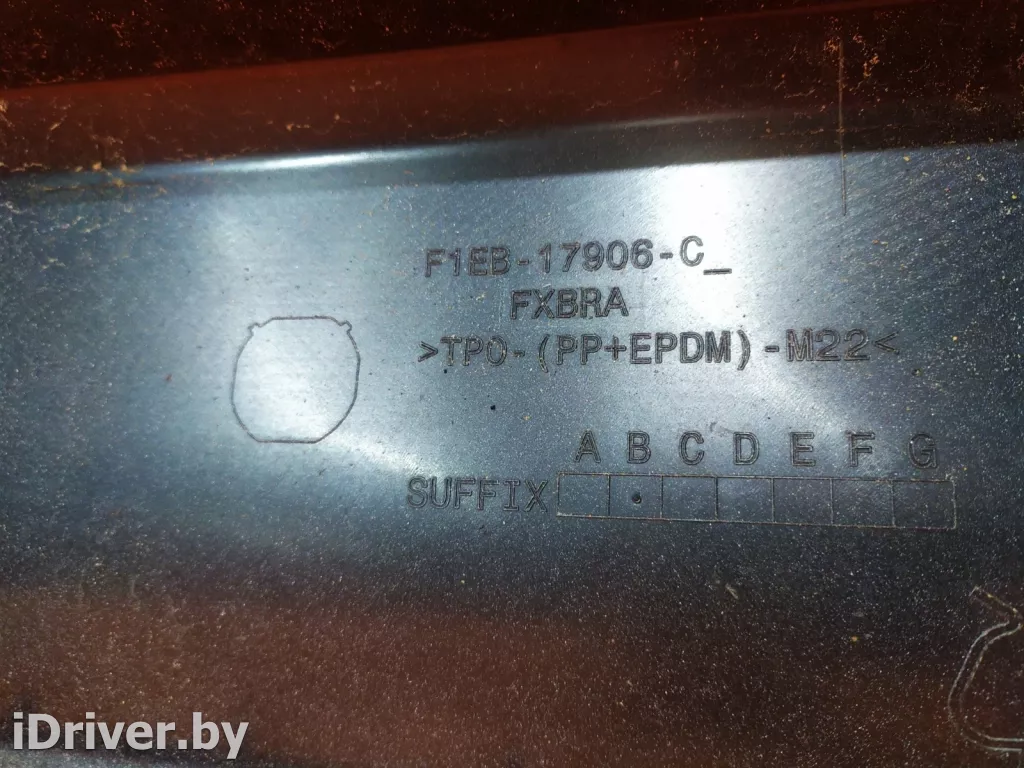 F1EB-17906-C_
FXBRA
>TPO-(PP+EPDM)-M22<
A B C D E F G
SUFFIX
iDriver.by